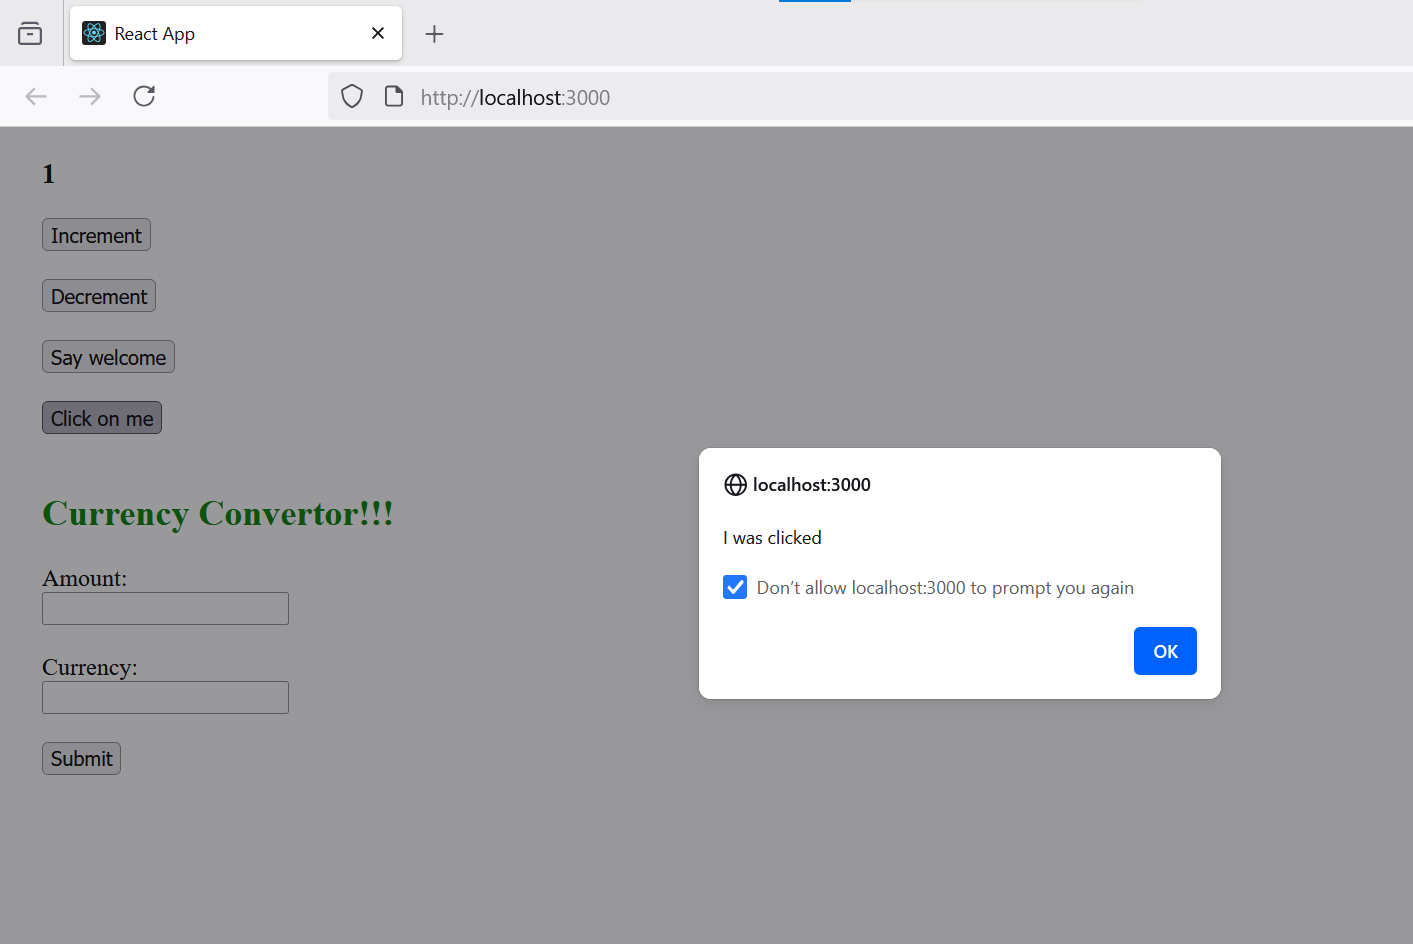 React App
http://localhost:3000
1
Increment
Decrement
Say welcome
Click on me
Currency Convertor!!!
Amount:
Currency:
Submit
localhost:3000
I was clicked
Don’t allow localhost:3000 to prompt you again
OK